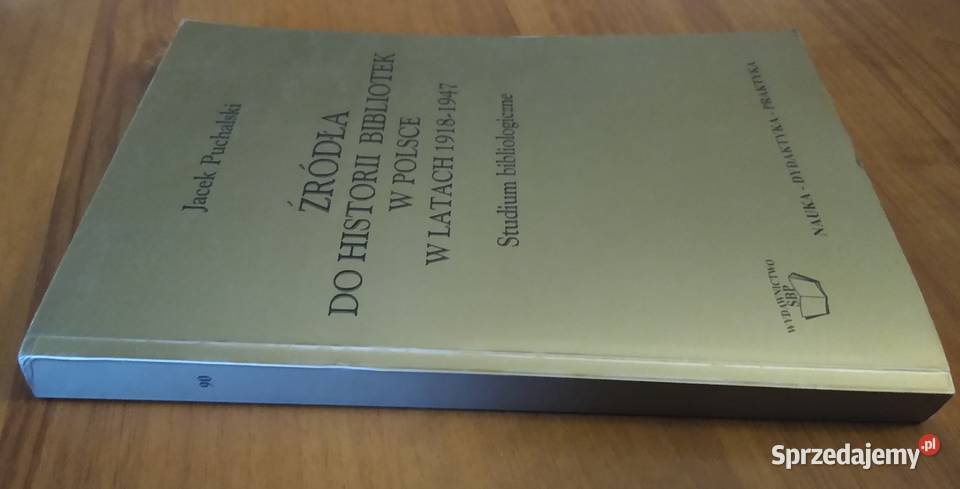 Jacek Puchalski
ŹRÓDŁA
DO HISTORII BIBLIOTEK
W POLSCE
W LATACH 1918-1947
Studium bibliologiczne
WYDAWNICTWO
SBP
NAUKA - DYDAKTYKA - PRAKTYKA
90
Sprzedajemy.pl